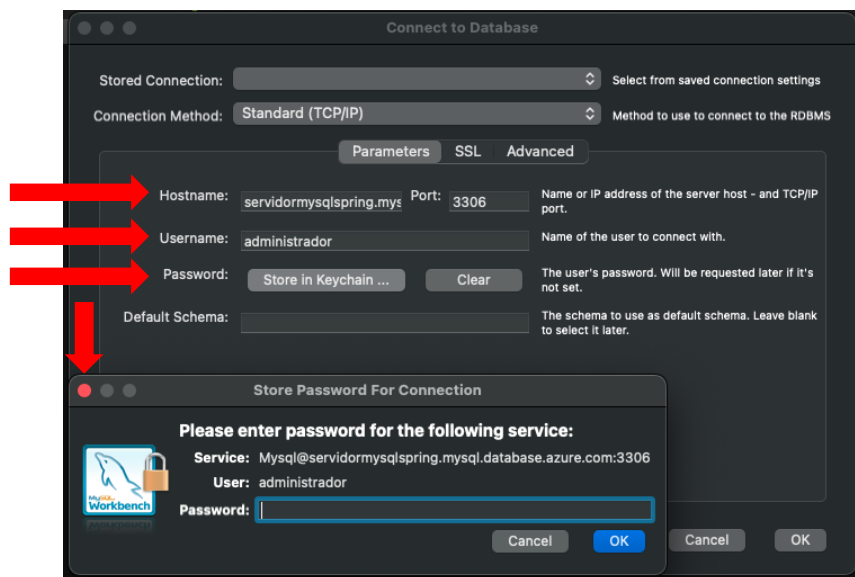 Connect to Database
Stored Connection:
Select from saved connection settings
Connection Method: Standard (TCP/IP)
Method to use to connect to the RDBMS
Parameters SSL Advanced
Hostname: servidormysqlspring.mys Port: 3306
Name or IP address of the server host - and TCP/IP
port.
Username: administrador
Name of the user to connect with.
Password: Store in Keychain ... Clear
The user's password. Will be requested later if it's
not set.
Default Schema:
The schema to use as default schema. Leave blank
to select it later.
Store Password For Connection
Please enter password for the following service:
Service: Mysql@servidormysqlspring.mysql.database.azure.com:3306
User: administrador
Password:
MySQL
Workbench
Cancel OK
Cancel OK